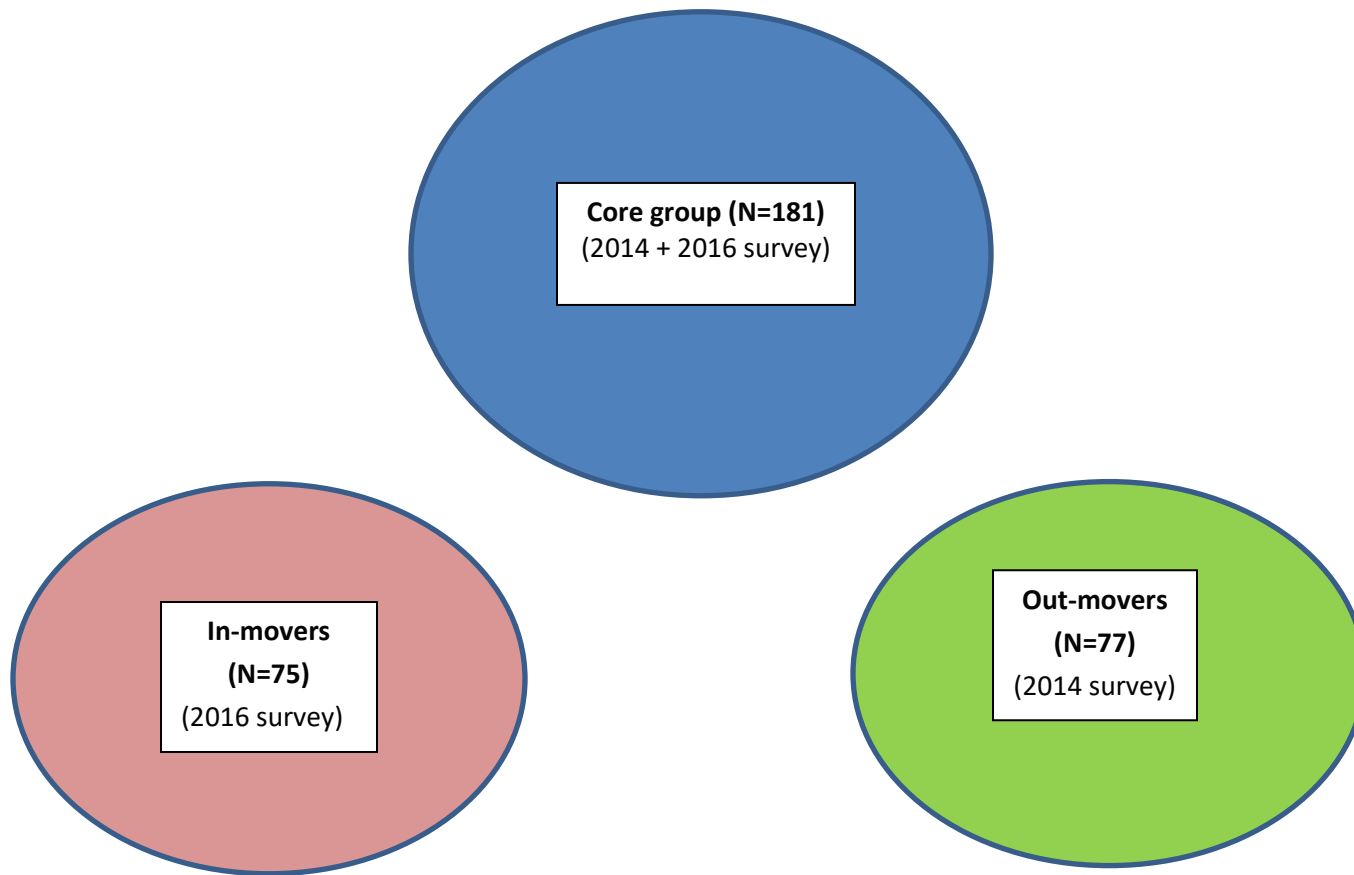 Core group (N=181)
(2014 + 2016 survey)
In-movers
(N=75)
(2016 survey)
Out-movers
(N=77)
(2014 survey)